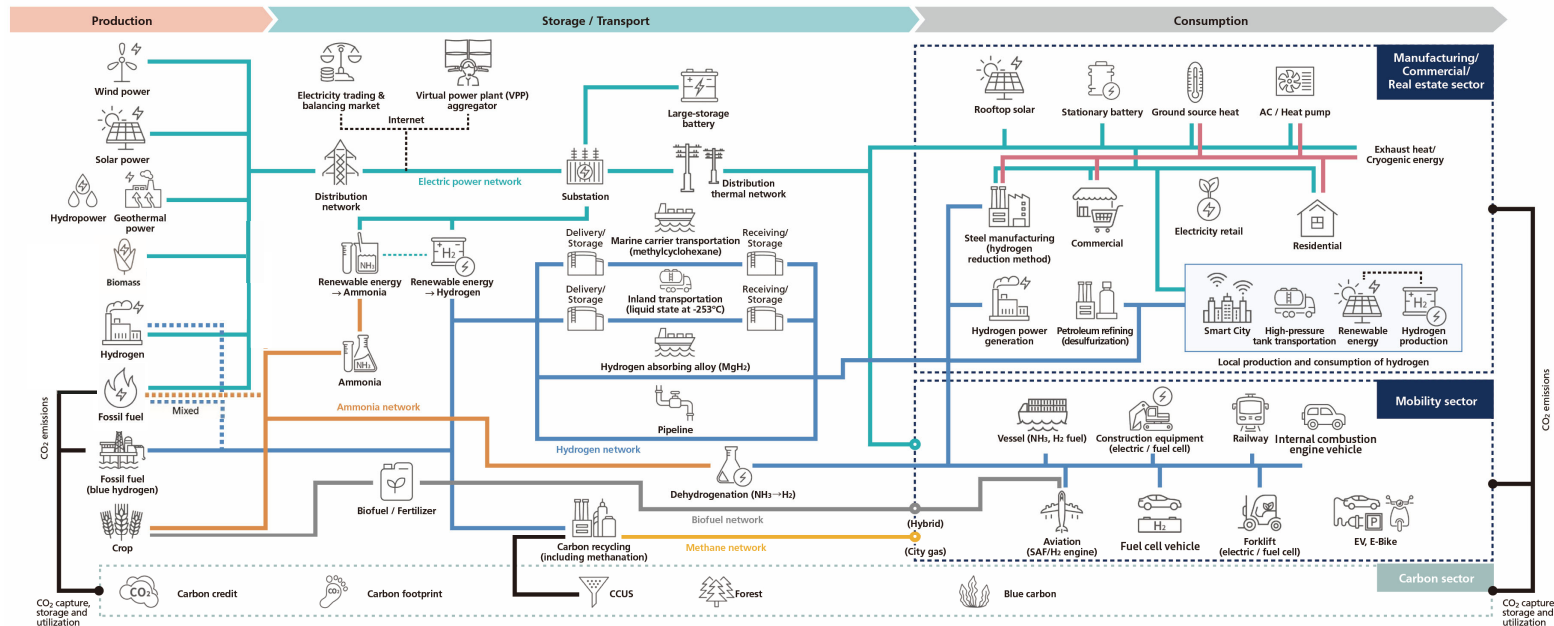 Production
Storage / Transport
Consumption
Wind power
Solar power
Hydropower
Geothermal
power
Biomass
Hydrogen
Fossil fuel
Mixed
Fossil fuel
(blue hydrogen)
Crop
CO2 emissions
CO2 capture,
storage and
utilization
Electricity trading &
balancing market
Virtual power plant (VPP)
aggregator
Internet
Large-storage
battery
Distribution
network
Electric power network
Substation
Distribution
thermal network
NH3
Renewable energy
→ Ammonia
H2
Renewable energy
→Hydrogen
Delivery/
Storage
Marine carrier transportation
(methylcyclohexane)
Receiving/
Storage
Delivery/
Storage
Inland transportation
(liquid state at -253°C)
Receiving/
Storage
Hydrogen absorbing alloy (MgH2)
Pipeline
NH3
Ammonia
Ammonia network
Hydrogen network
Dehydrogenation (NH3→H2)
Biofuel / Fertilizer
Biofuel network
Carbon recycling
(including methanation)
Methane network
(Hybrid)
(City gas)
Manufacturing/
Commercial/
Real estate sector
Rooftop solar
Stationary battery
Ground source heat
AC / Heat pump
Exhaust heat/
Cryogenic energy
Steel manufacturing
(hydrogen
reduction method)
Commercial
Electricity retail
Residential
Hydrogen power
generation
Petroleum refining
(desulfurization)
Smart City
High-pressure
tank transportation
Renewable
energy
H2
Hydrogen
production
Local production and consumption of hydrogen
Mobility sector
Vessel (NH3, H2 fuel)
Construction equipment
(electric / fuel cell)
Railway
Internal combustion
engine vehicle
Aviation
(SAF/H2 engine)
H2
Fuel cell vehicle
Forklift
(electric / fuel cell)
P
EV, E-Bike
CO2 emissions
Carbon sector
CO2
Carbon credit
CO2
Carbon footprint
CCUS
Forest
Blue carbon
CO2 capture
storage and
utilization